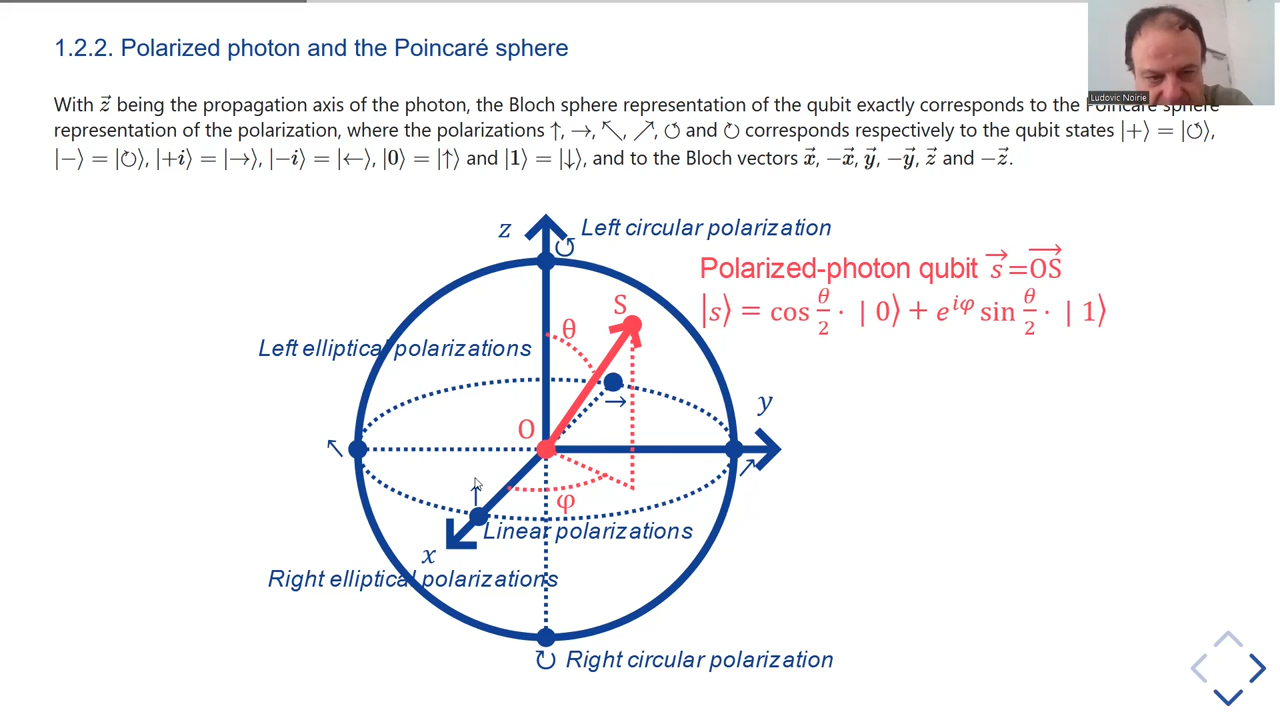 1.2.2. Polarized photon and the Poincaré sphere
Ludovic Noirie
With z⃗ being the propagation axis of the photon, the Bloch sphere representation of the qubit exactly corresponds to the Poincaré sphere
representation of the polarization, where the polarizations ↑, →, ↖, ↗, ↺ and ↻ corresponds respectively to the qubit states |+⟩ = |↺⟩,
|−⟩ = |↻⟩, |+i⟩ = |→⟩, |−i⟩ = |←⟩, |0⟩ = |↑⟩ and |1⟩ = |↓⟩, and to the Bloch vectors x⃗, −x⃗, y⃗, −y⃗, z⃗ and −z⃗.
z
↺ Left circular polarization
Polarized-photon qubit s⃗=OS⃗
|s⟩ = cos θ/2 · | 0⟩ + e^{iφ} sin θ/2 · | 1⟩
S
θ
Left elliptical polarizations
→
y
O
↖
↗
↑
φ
Linear polarizations
x
Right elliptical polarizations
↻ Right circular polarization